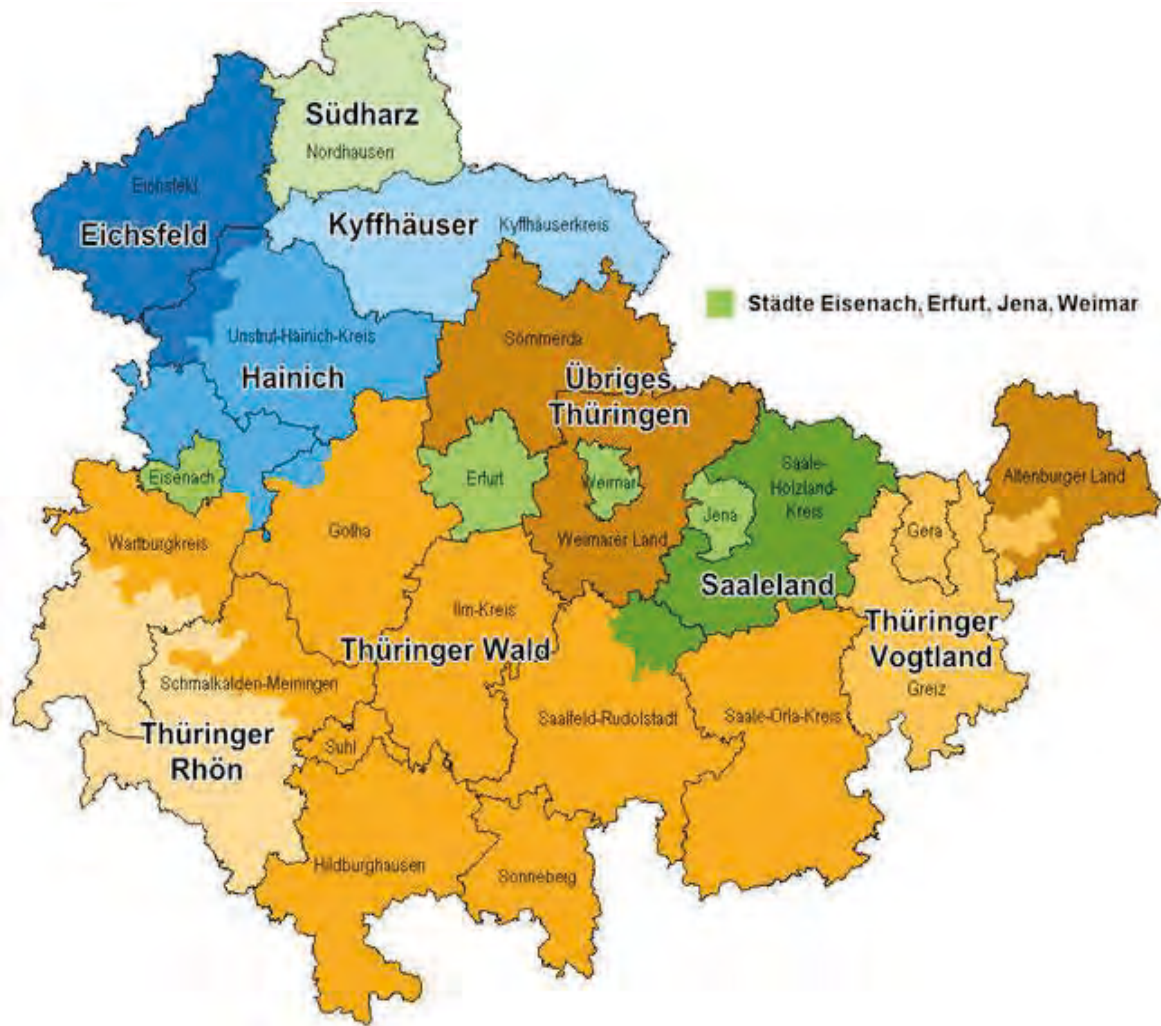 Südharz
Nordhausen
Eichsfeld
Eichsfeld
Kyffhäuser
Kyffhäuserkreis
Städte Eisenach, Erfurt, Jena, Weimar
Unstrut-Hainich-Kreis
Hainich
Sömmerda
Übriges
Thüringen
Eisenach
Erfurt
Weimar
Saale-
Holzland-
Kreis
Altenburger Land
Jena
Gera
Wartburgkreis
Gotha
Weimarer Land
Saaleland
Ilm-Kreis
Thüringer Wald
Thüringer
Vogtland
Greiz
Schmalkalden-Meiningen
Saalfeld-Rudolstadt
Saale-Orla-Kreis
Thüringer
Rhön
Suhl
Hildburghausen
Sonneberg